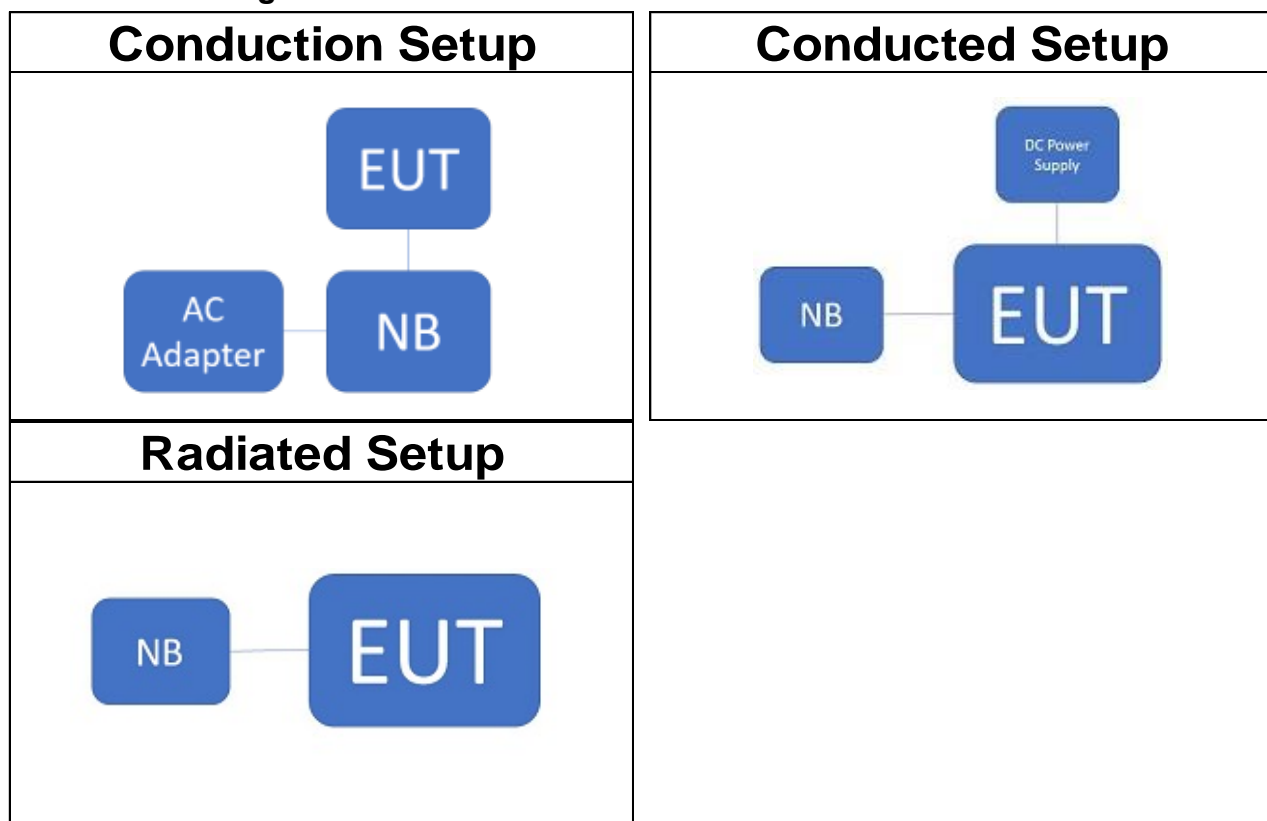 Conduction Setup
EUT
AC
Adapter
NB
Conducted Setup
DC Power
Supply
NB
EUT
Radiated Setup
NB
EUT